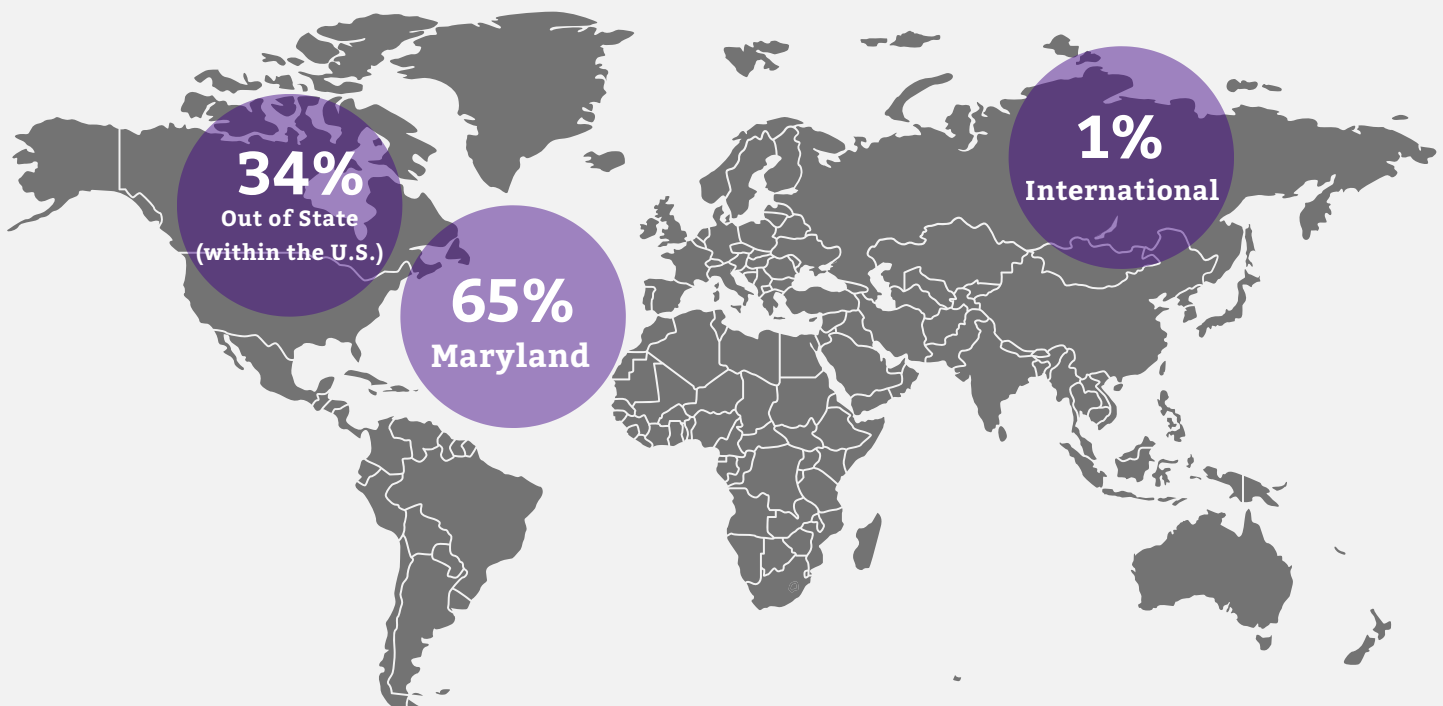 34%
Out of State
(within the U.S.)
65%
Maryland
1%
International